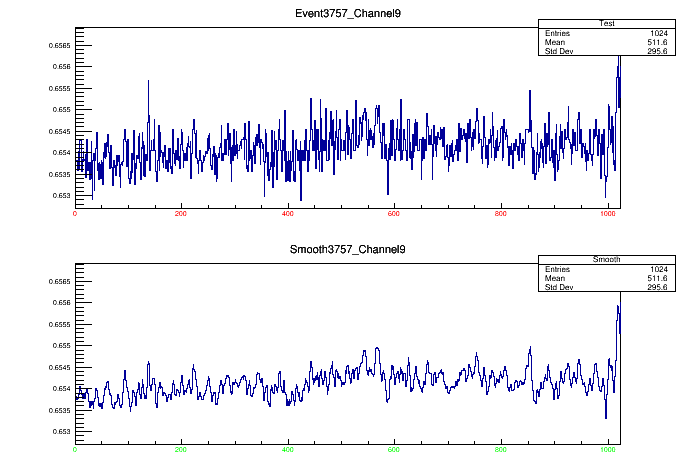 Event3757_Channel9
Test
Entries 1024
Mean 511.6
Std Dev 295.6
0.6565
0.656
0.6555
0.655
0.6545
0.654
0.6535
0.653
0 200 400 600 800 1000
Smooth3757_Channel9
Smooth
Entries 1024
Mean 511.6
Std Dev 295.6
0.6565
0.656
0.6555
0.655
0.6545
0.654
0.6535
0.653
0 200 400 600 800 1000